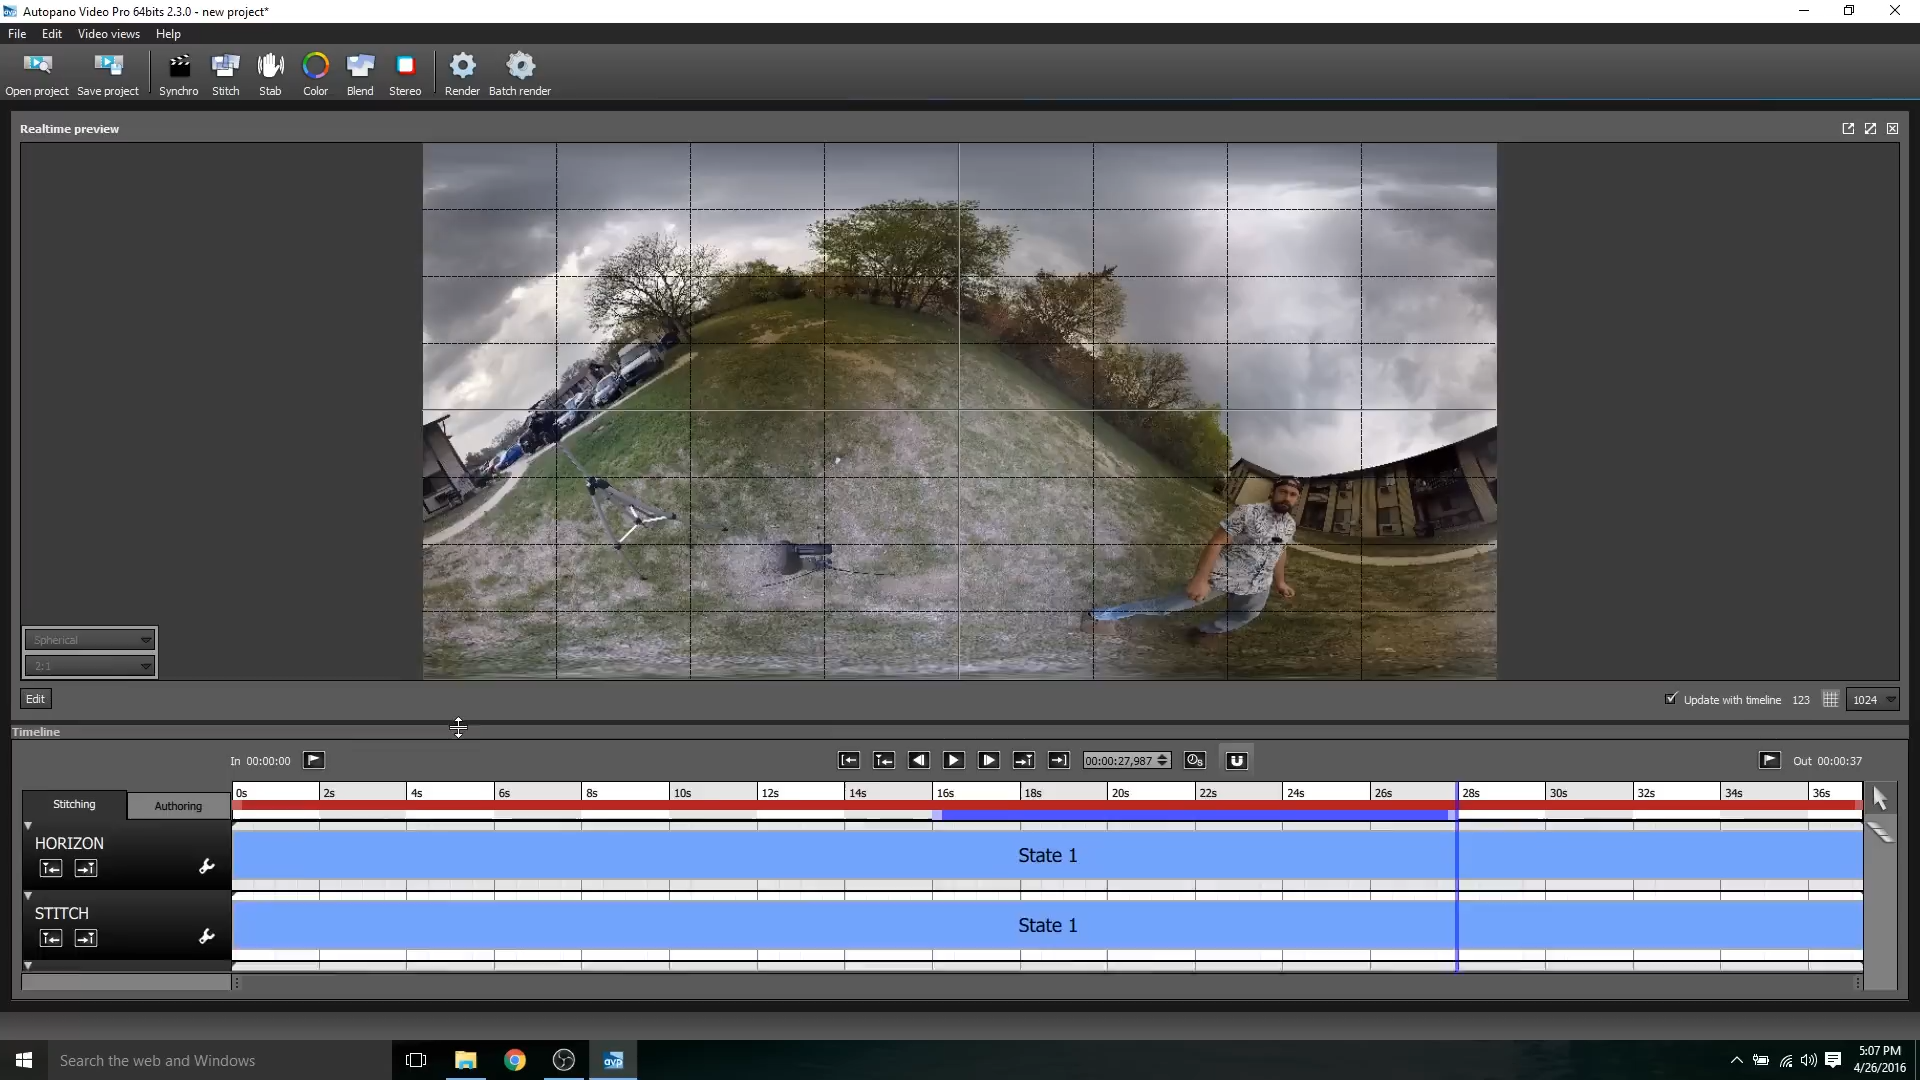 Autopano Video Pro 64bits 2.3.0 - new project*
File Edit Video views Help
Open project Save project Synchro Stitch Stab Color Blend Stereo Render Batch render
Realtime preview
Spherical
2:1
Edit
Update with timeline 123 1024
Timeline
In 00:00:00 00:00:27,987 Out 00:00:37
Stitching Authoring
0s 2s 4s 6s 8s 10s 12s 14s 16s 18s 20s 22s 24s 26s 28s 30s 32s 34s 36s
HORIZON
State 1
STITCH
State 1
Search the web and Windows
avp
5:07 PM
4/26/2016